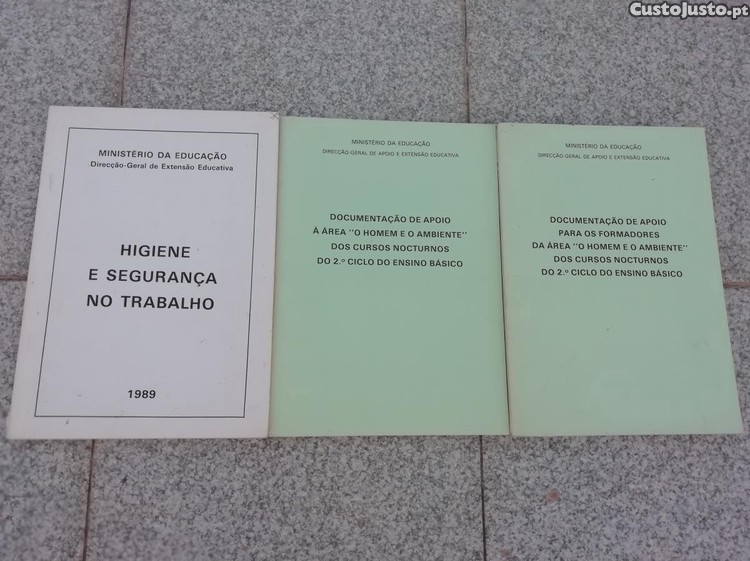 CustoJusto.pt
MINISTÉRIO DA EDUCAÇÃO
Direcção-Geral de Extensão Educativa
HIGIENE
E SEGURANÇA
NO TRABALHO
1989
MINISTÉRIO DA EDUCAÇÃO
DIRECÇÃO-GERAL DE APOIO E EXTENSÃO EDUCATIVA
DOCUMENTAÇÃO DE APOIO
À ÁREA "O HOMEM E O AMBIENTE"
DOS CURSOS NOCTURNOS
DO 2.º CICLO DO ENSINO BÁSICO
MINISTÉRIO DA EDUCAÇÃO
DIRECÇÃO-GERAL DE APOIO E EXTENSÃO EDUCATIVA
DOCUMENTAÇÃO DE APOIO
PARA OS FORMADORES
DA ÁREA "O HOMEM E O AMBIENTE"
DOS CURSOS NOCTURNOS
DO 2.º CICLO DO ENSINO BÁSICO